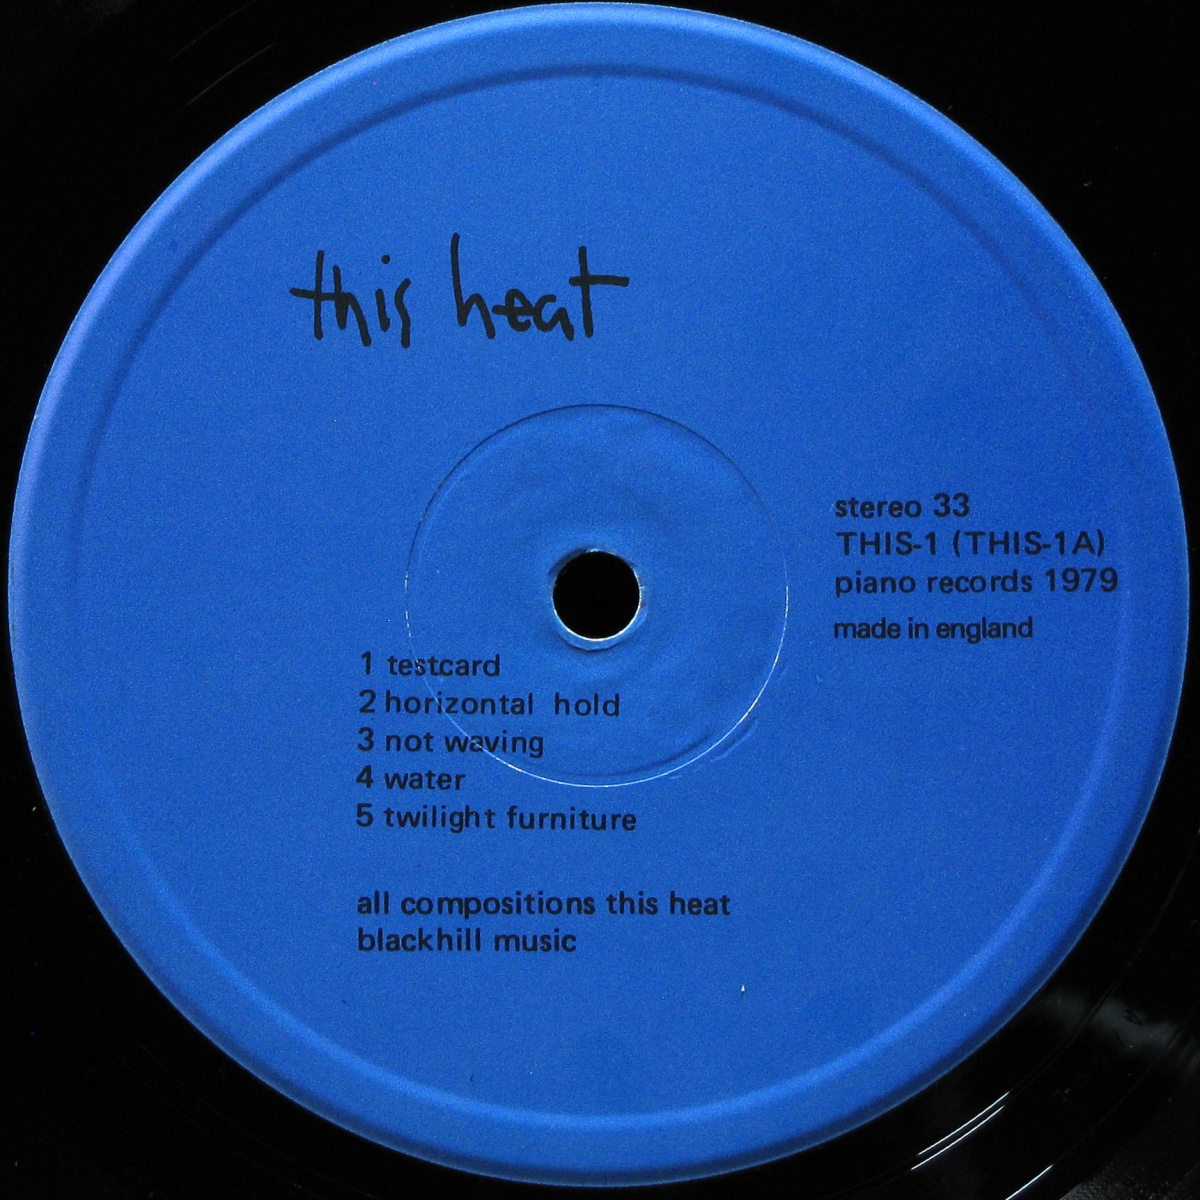 this heat
stereo 33
THIS-1 (THIS-1A)
piano records 1979
made in england
1 testcard
2 horizontal hold
3 not waving
4 water
5 twilight furniture
all compositions this heat
blackhill music